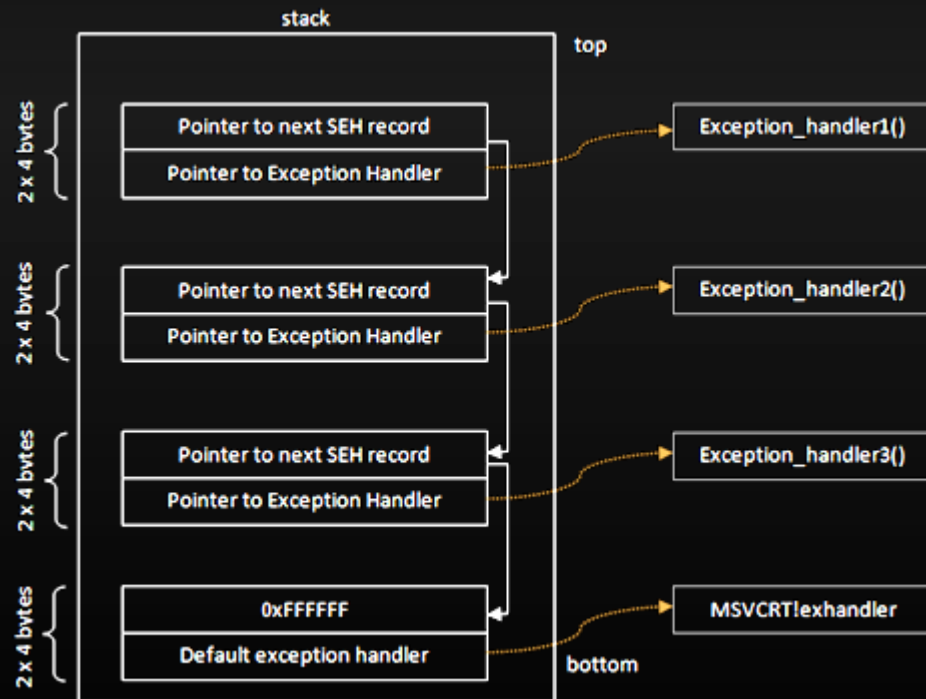 stack
top
2 x 4 bytes
Pointer to next SEH record
Pointer to Exception Handler
Exception_handler1()
2 x 4 bytes
Pointer to next SEH record
Pointer to Exception Handler
Exception_handler2()
2 x 4 bytes
Pointer to next SEH record
Pointer to Exception Handler
Exception_handler3()
2 x 4 bytes
0xFFFFFF
Default exception handler
MSVCRT!exhandler
bottom